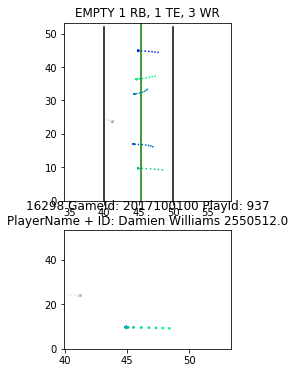 EMPTY 1 RB, 1 TE, 3 WR
50
40
30
20
10
0
35 40 45 50 55
16298 GameId: 2017100100 PlayId: 937
PlayerName + ID: Damien Williams 2550512.0
40
20
0
40 45 50